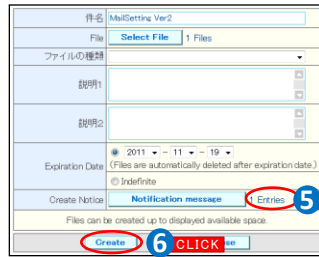 件名 MailSetting Ver2
File Select File 1 Files
ファイルの種類
説明1
説明2
Expiration Date 2011 - 11 - 19
(Files are automatically deleted after expiration date.)
Indefinite
Create Notice Notification message 1 Entries 5
Files can be created up to displayed available space.
Create 6 CLICK se